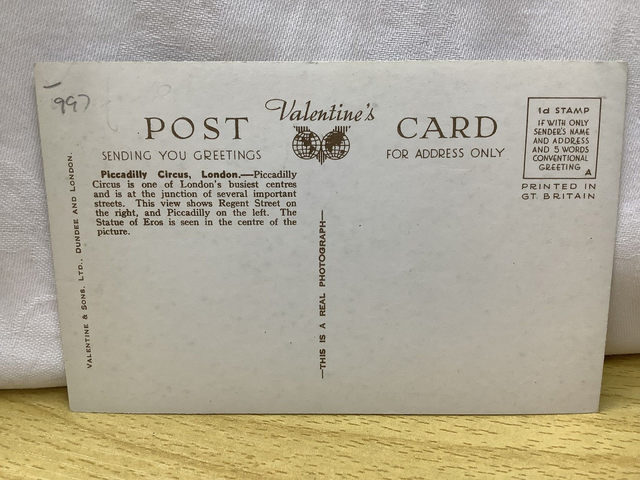 997
Valentine's
POST CARD
SENDING YOU GREETINGS
FOR ADDRESS ONLY
1d STAMP
IF WITH ONLY
SENDER'S NAME
AND ADDRESS
AND 5 WORDS
CONVENTIONAL
GREETING
A
PRINTED IN
GT. BRITAIN
Piccadilly Circus, London.—Piccadilly
Circus is one of London's busiest centres
and is at the junction of several important
streets. This view shows Regent Street on
the right, and Piccadilly on the left. The
Statue of Eros is seen in the centre of the
picture.
VALENTINE & SONS, LTD., DUNDEE AND LONDON.
—THIS IS A REAL PHOTOGRAPH—